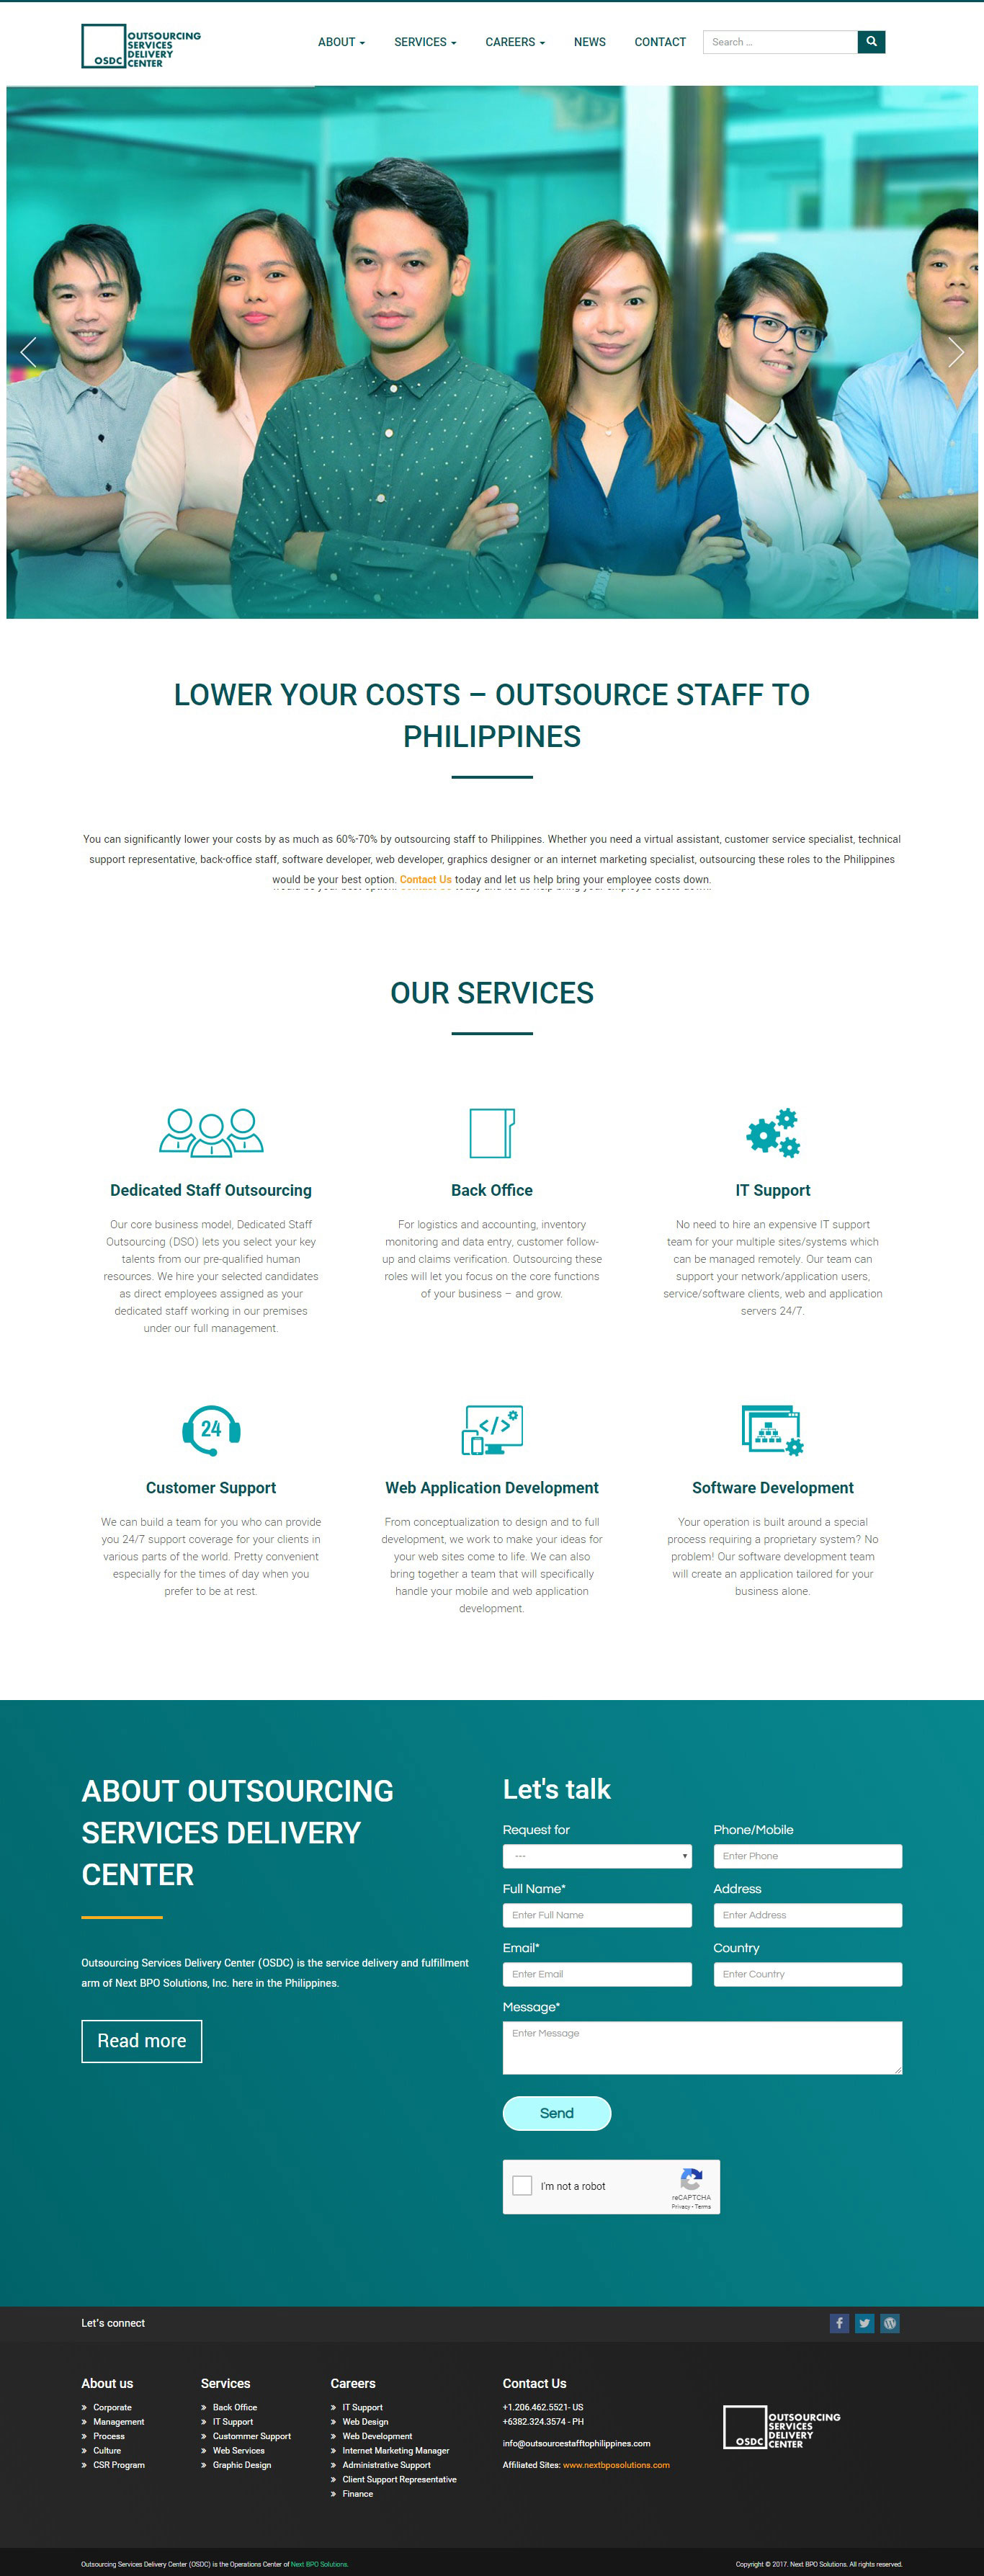 OUTSOURCING
SERVICES
DELIVERY
OSDC CENTER
ABOUT SERVICES CAREERS NEWS CONTACT Search ...
LOWER YOUR COSTS – OUTSOURCE STAFF TO
PHILIPPINES
You can significantly lower your costs by as much as 60%-70% by outsourcing staff to Philippines. Whether you need a virtual assistant, customer service specialist, technical
support representative, back-office staff, software developer, web developer, graphics designer or an internet marketing specialist, outsourcing these roles to the Philippines
would be your best option. Contact Us today and let us help bring your employee costs down.
OUR SERVICES
Dedicated Staff Outsourcing
Our core business model, Dedicated Staff
Outsourcing (DSO) lets you select your key
talents from our pre-qualified human
resources. We hire your selected candidates
as direct employees assigned as your
dedicated staff working in our premises
under our full management.
Back Office
For logistics and accounting, inventory
monitoring and data entry, customer follow-
up and claims verification. Outsourcing these
roles will let you focus on the core functions
of your business – and grow.
IT Support
No need to hire an expensive IT support
team for your multiple sites/systems which
can be managed remotely. Our team can
support your network/application users,
service/software clients, web and application
servers 24/7.
24
Customer Support
We can build a team for you who can provide
you 24/7 support coverage for your clients in
various parts of the world. Pretty convenient
especially for the times of day when you
prefer to be at rest.
</>
Web Application Development
From conceptualization to design and to full
development, we work to make your ideas for
your web sites come to life. We can also
bring together a team that will specifically
handle your mobile and web application
development.
Software Development
Your operation is built around a special
process requiring a proprietary system? No
problem! Our software development team
will create an application tailored for your
business alone.
ABOUT OUTSOURCING
SERVICES DELIVERY
CENTER
Outsourcing Services Delivery Center (OSDC) is the service delivery and fulfillment
arm of Next BPO Solutions, Inc. here in the Philippines.
Read more
Let's talk
Request for
---
Phone/Mobile
Enter Phone
Full Name*
Enter Full Name
Address
Enter Address
Email*
Enter Email
Country
Enter Country
Message*
Enter Message
Send
I'm not a robot
reCAPTCHA
Privacy - Terms
Let's connect
About us
» Corporate
» Management
» Process
» Culture
» CSR Program
Services
» Back Office
» IT Support
» Custommer Support
» Web Services
» Graphic Design
Careers
» IT Support
» Web Design
» Web Development
» Internet Marketing Manager
» Administrative Support
» Client Support Representative
» Finance
Contact Us
+1.206.462.5521- US
+6382.324.3574 - PH
info@outsourcestafftophilippines.com
Affiliated Sites: www.nextbposolutions.com
OUTSOURCING
SERVICES
DELIVERY
OSDC CENTER
Outsourcing Services Delivery Center (OSDC) is the Operations Center of Next BPO Solutions.
Copyright © 2017. Next BPO Solutions. All rights reserved.